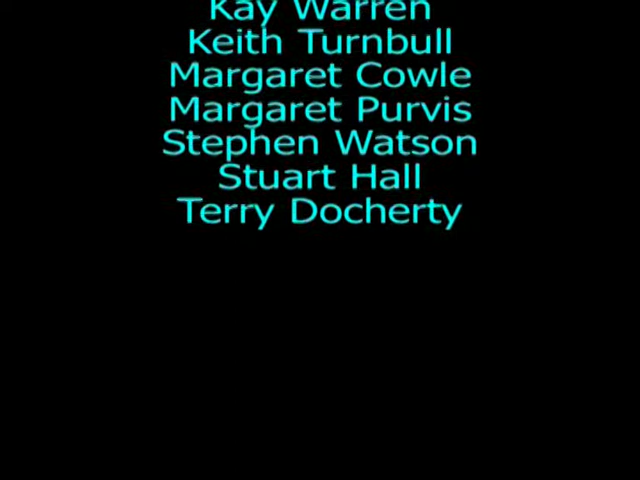 Kay Warren
Keith Turnbull
Margaret Cowle
Margaret Purvis
Stephen Watson
Stuart Hall
Terry Docherty